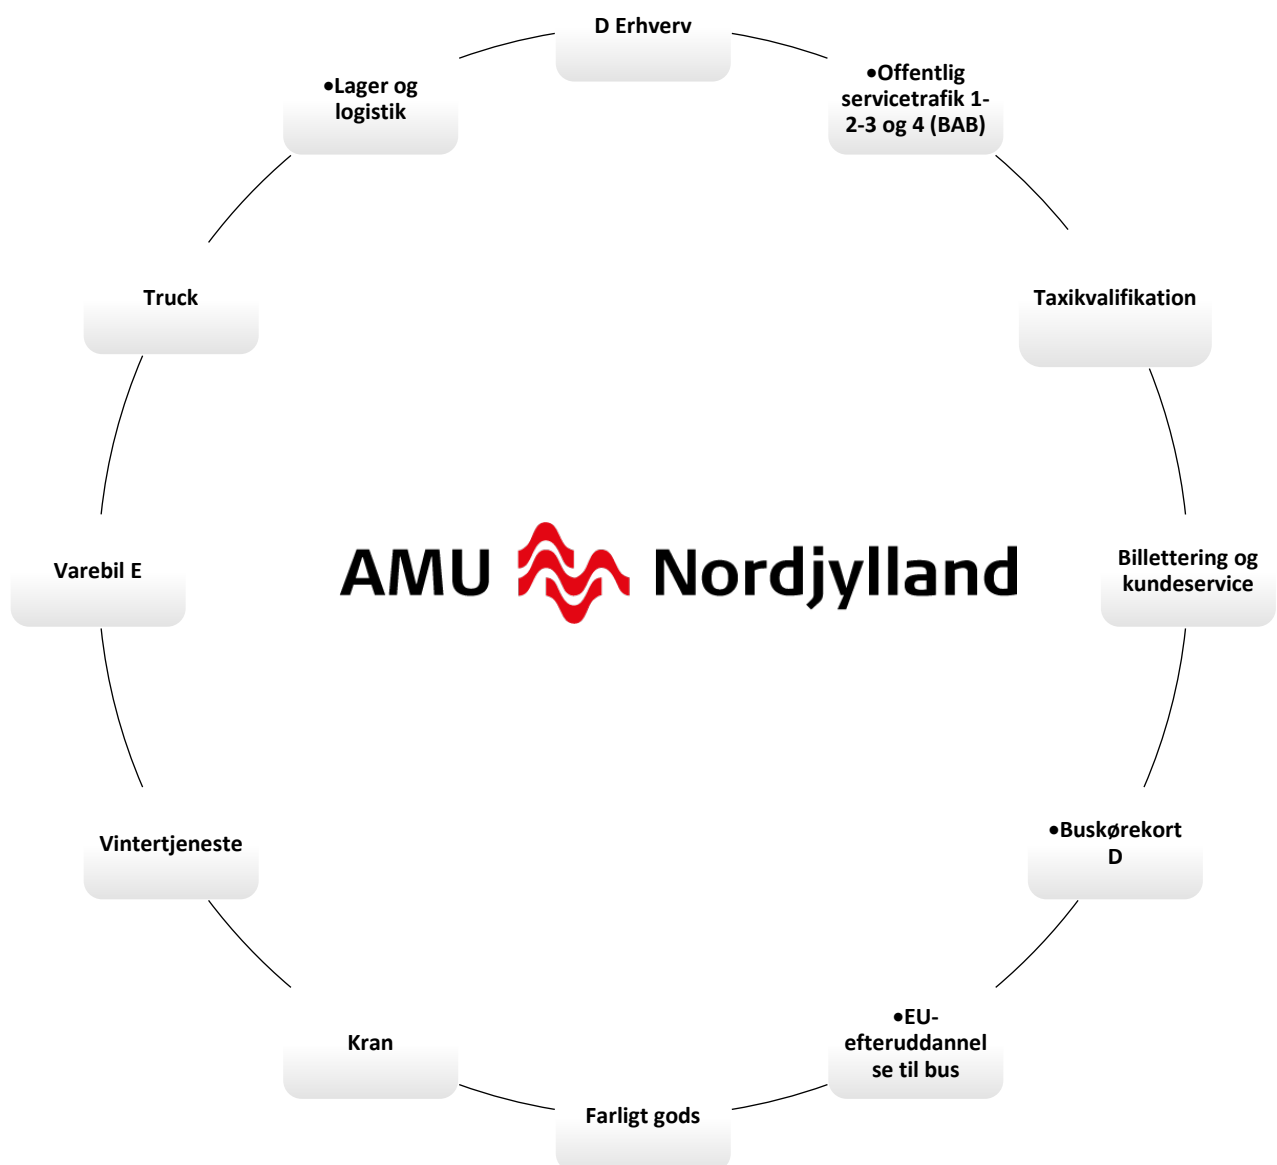 D Erhverv
•Offentlig
servicetrafik 1-
2-3 og 4 (BAB)
Taxikvalifikation
Billettering og
kundeservice
•Buskørekort
D
•EU-
efteruddannel
se til bus
Farligt gods
Kran
Vintertjeneste
Varebil E
Truck
•Lager og
logistik
AMU Nordjylland